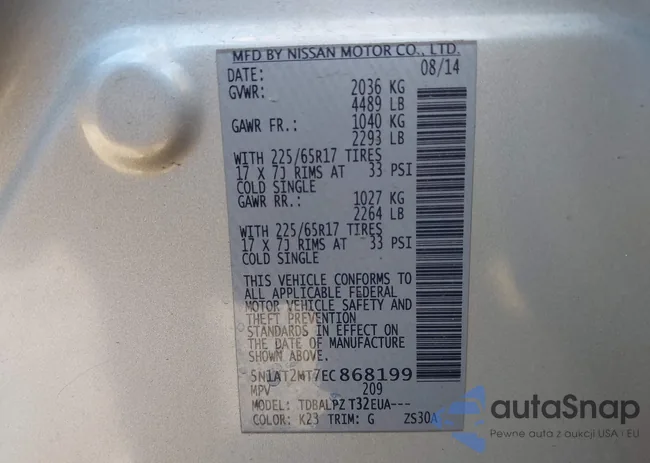 MFD BY NISSAN MOTOR CO., LTD.
DATE: 08/14
GVWR: 2036 KG
4489 LB
GAWR FR.: 1040 KG
2293 LB
WITH 225/65R17 TIRES
17 X 7J RIMS AT 33 PSI
COLD SINGLE
GAWR RR.: 1027 KG
2264 LB
WITH 225/65R17 TIRES
17 X 7J RIMS AT 33 PSI
COLD SINGLE
THIS VEHICLE CONFORMS TO
ALL APPLICABLE FEDERAL
MOTOR VEHICLE SAFETY AND
THEFT PREVENTION
STANDARDS IN EFFECT ON
THE DATE OF MANUFACTURE
SHOWN ABOVE.
5N1AT2MT7EC868199
MPV 209
MODEL: TDBALPZ T32EUA---
COLOR: K23 TRIM: G ZS30A
autoSnap
Pewne auta z aukcji USA i EU